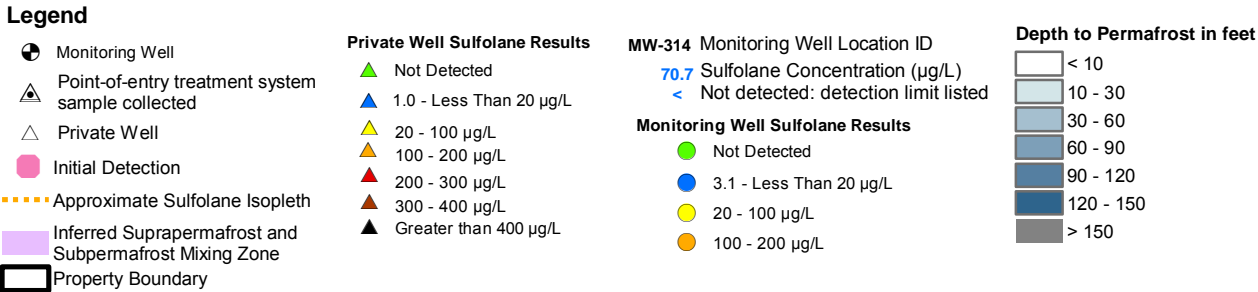 Legend
Monitoring Well
Point-of-entry treatment system
sample collected
Private Well
Initial Detection
Approximate Sulfolane Isopleth
Inferred Suprapermafrost and
Subpermafrost Mixing Zone
Property Boundary
Private Well Sulfolane Results
Not Detected
1.0 - Less Than 20 µg/L
20 - 100 µg/L
100 - 200 µg/L
200 - 300 µg/L
300 - 400 µg/L
Greater than 400 µg/L
MW-314 Monitoring Well Location ID
70.7 Sulfolane Concentration (µg/L)
< Not detected: detection limit listed
Monitoring Well Sulfolane Results
Not Detected
3.1 - Less Than 20 µg/L
20 - 100 µg/L
100 - 200 µg/L
Depth to Permafrost in feet
< 10
10 - 30
30 - 60
60 - 90
90 - 120
120 - 150
> 150